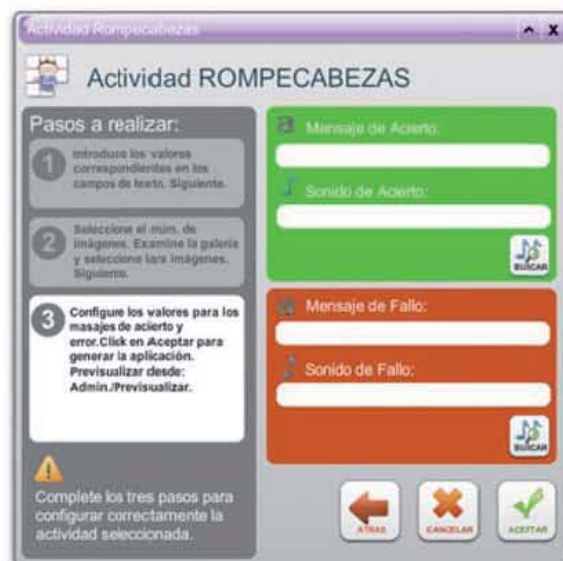 Actividad Rompecabezas
X
Actividad ROMPECABEZAS
Pasos a realizar:
1
Introduce los valores
correspondientes en los
campos de texto. Siguiente.
2
Seleccione el núm. de
imágenes. Examine la galería
y seleccione la/s imágenes.
Siguiente.
3
Configure los valores para los
masajes de acierto y
error.Click en Aceptar para
generar la aplicación.
Previsualizar desde:
Admin./Previsualizar.
Complete los tres pasos para
configurar correctamente la
actividad seleccionada.
Mensaje de Acierto:
Sonido de Acierto:
BUSCAR
Mensaje de Fallo:
Sonido de Fallo:
BUSCAR
ATRAS
CANCELAR
ACEPTAR